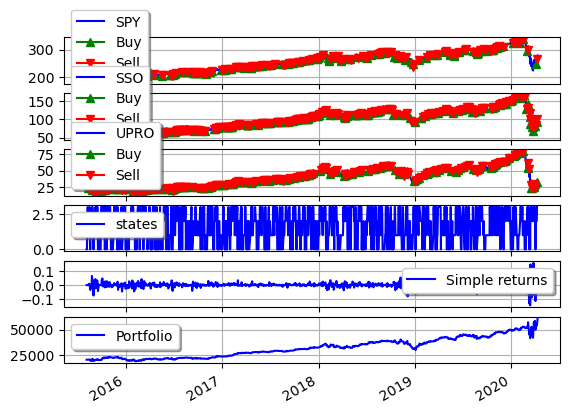 SPY
Buy
Sell
300
200
SSO
Buy
Sell
150
100
50
UPRO
Buy
Sell
75
50
25
states
2.5
0.0
Simple returns
0.1
0.0
−0.1
Portfolio
50000
25000
2016 2017 2018 2019 2020